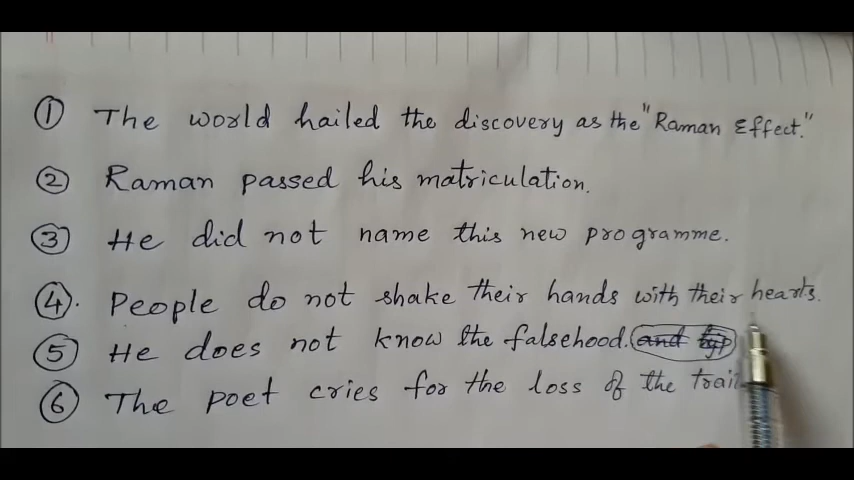 ① The world hailed the discovery as the "Raman Effect."
② Raman passed his matriculation.
③ He did not name this new programme.
④. People do not shake their hands with their hearts.
⑤ He does not know the falsehood.
⑥ The poet cries for the loss of the